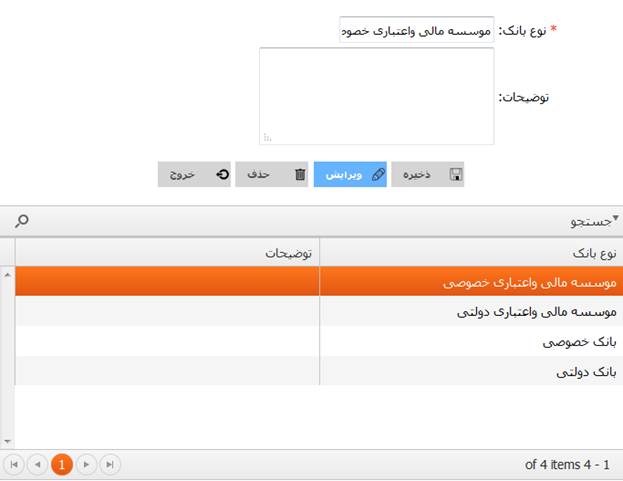 * نوع بانک: موسسه مالی واعتباری خصوص
توضیحات:
ذخیره ویرایش حذف خروج
جستجو
نوع بانک توضیحات
موسسه مالی واعتباری خصوصی
موسسه مالی واعتباری دولتی
بانک خصوصی
بانک دولتی
1 of 4 items 4 - 1